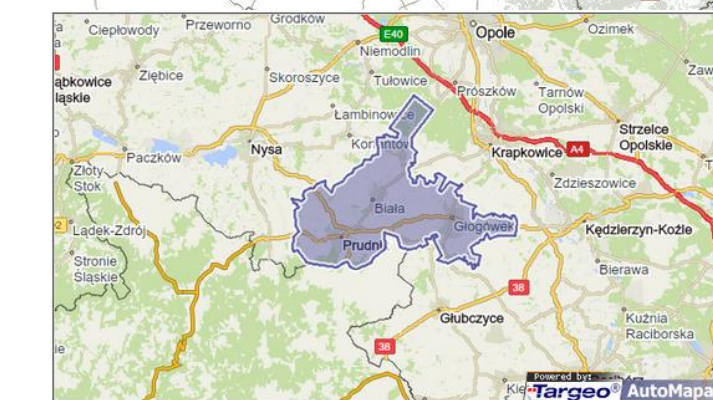 Ciepłowody
Przeworno
Grodków
E40
Opole
Ozimek
Niemodlin
Ziębice
Skoroszyce
Tułowice
Prószków
Tarnów
Opolski
ąbkowice
ląskie
Łambinowice
Strzelce
Opolskie
Paczków
Nysa
Korfantów
Krapkowice
A4
Złoty
Stok
Zdzieszowice
Biała
Lądek-Zdrój
Głogówek
Kędzierzyn-Koźle
Prudnik
Stronie
Śląskie
Bierawa
38
Głubczyce
Kuźnia
Raciborska
38
Powered by:
Targeo® AutoMapa